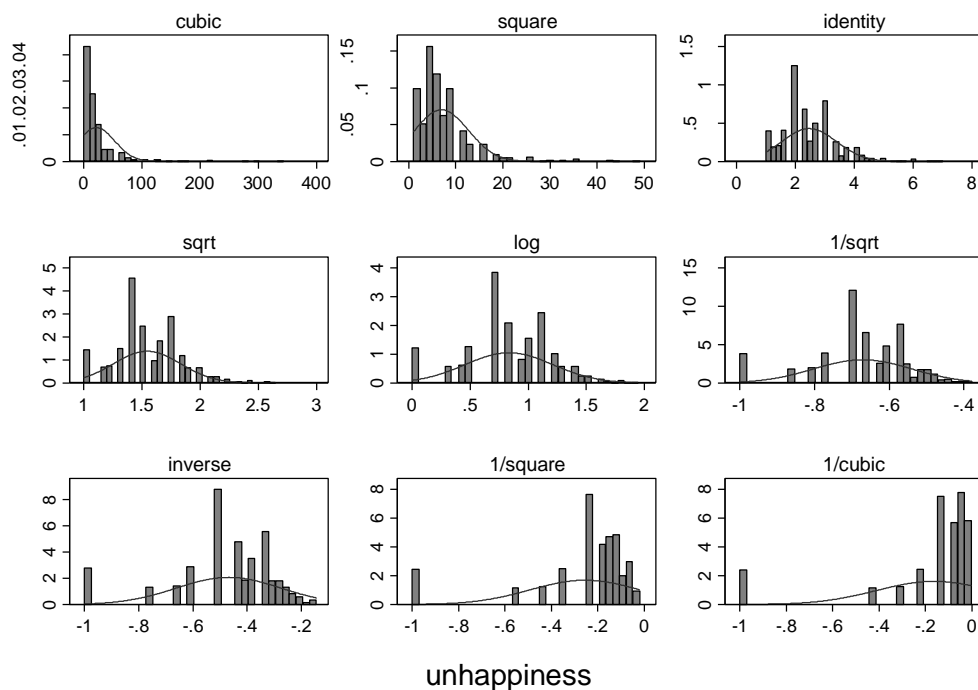 cubic
.01.02.03.04
0
0 100 200 300 400
square
.15
.1
.05
0
0 10 20 30 40 50
identity
1.5
1
.5
0
0 2 4 6 8
sqrt
5
4
3
2
1
0
1 1.5 2 2.5 3
log
4
3
2
1
0
0 .5 1 1.5 2
1/sqrt
15
10
5
0
-1 -.8 -.6 -.4
inverse
8
6
4
2
0
-1 -.8 -.6 -.4 -.2
1/square
8
6
4
2
0
-1 -.8 -.6 -.4 -.2 0
1/cubic
8
6
4
2
0
-1 -.8 -.6 -.4 -.2 0
unhappiness